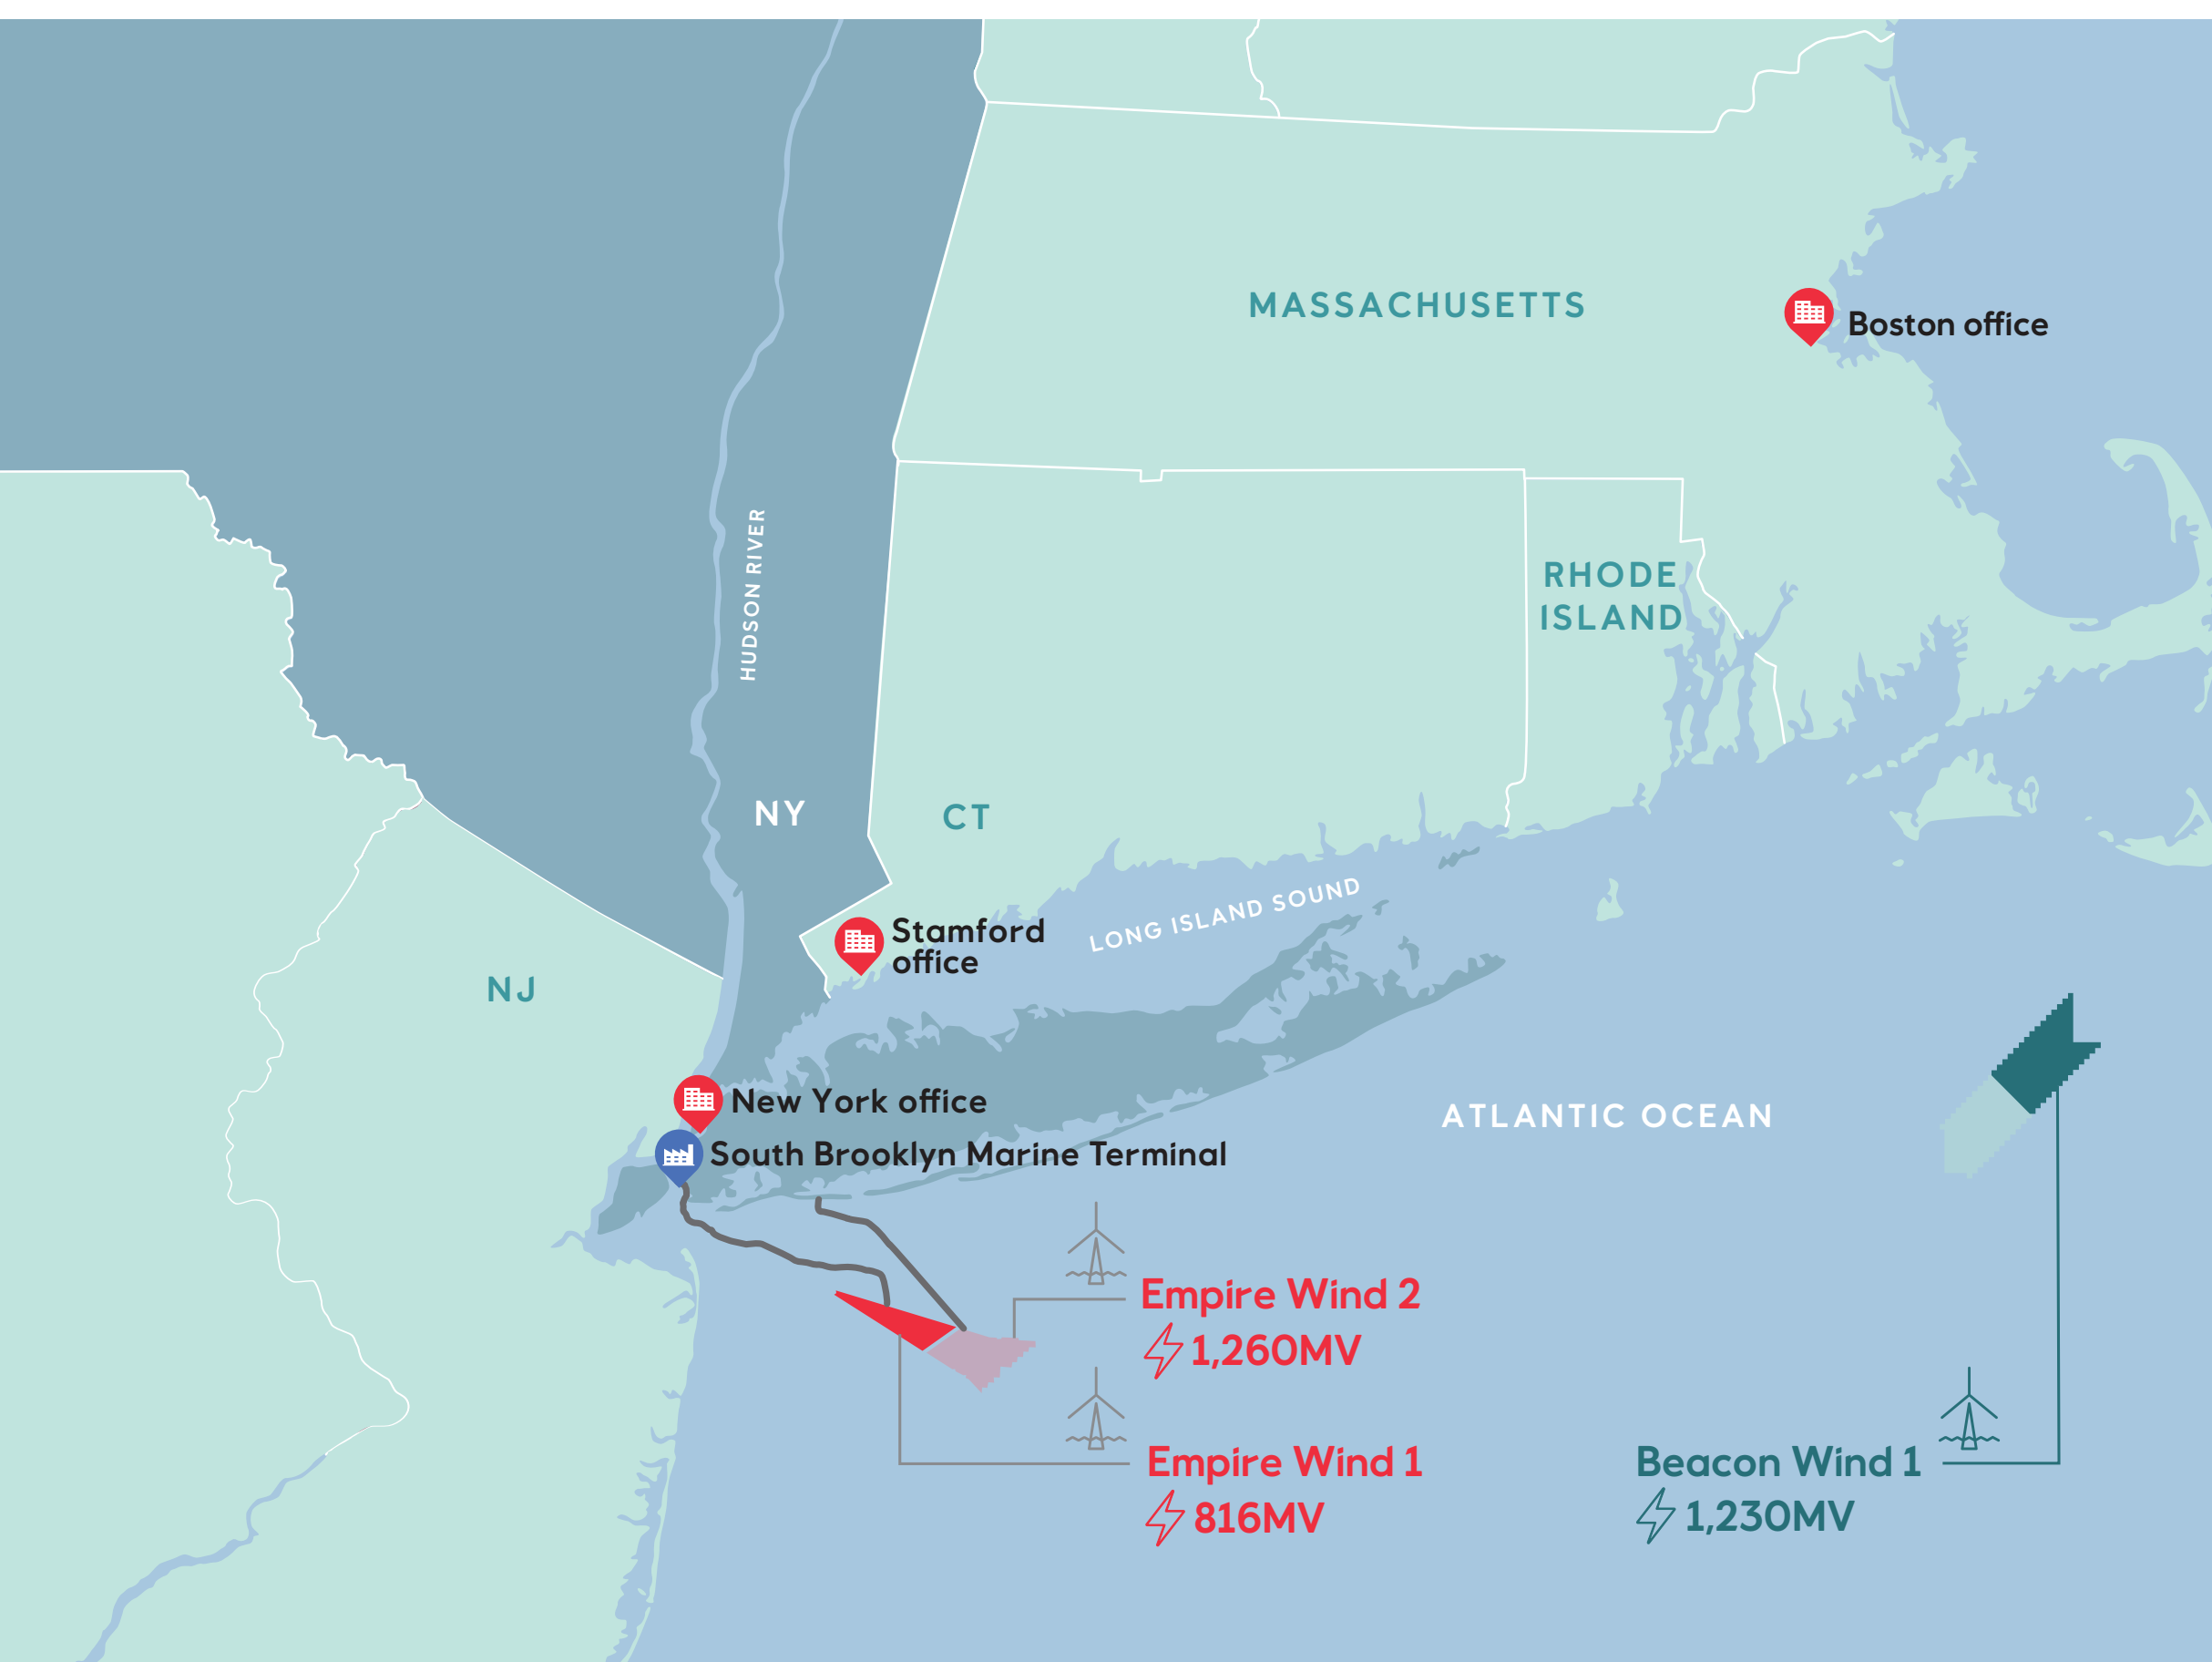 MASSACHUSETTS
Boston office
HUDSON RIVER
RHODE
ISLAND
NY
CT
LONG ISLAND SOUND
Stamford
office
NJ
New York office
ATLANTIC OCEAN
South Brooklyn Marine Terminal
Empire Wind 2
1,260MV
Empire Wind 1
816MV
Beacon Wind 1
1,230MV